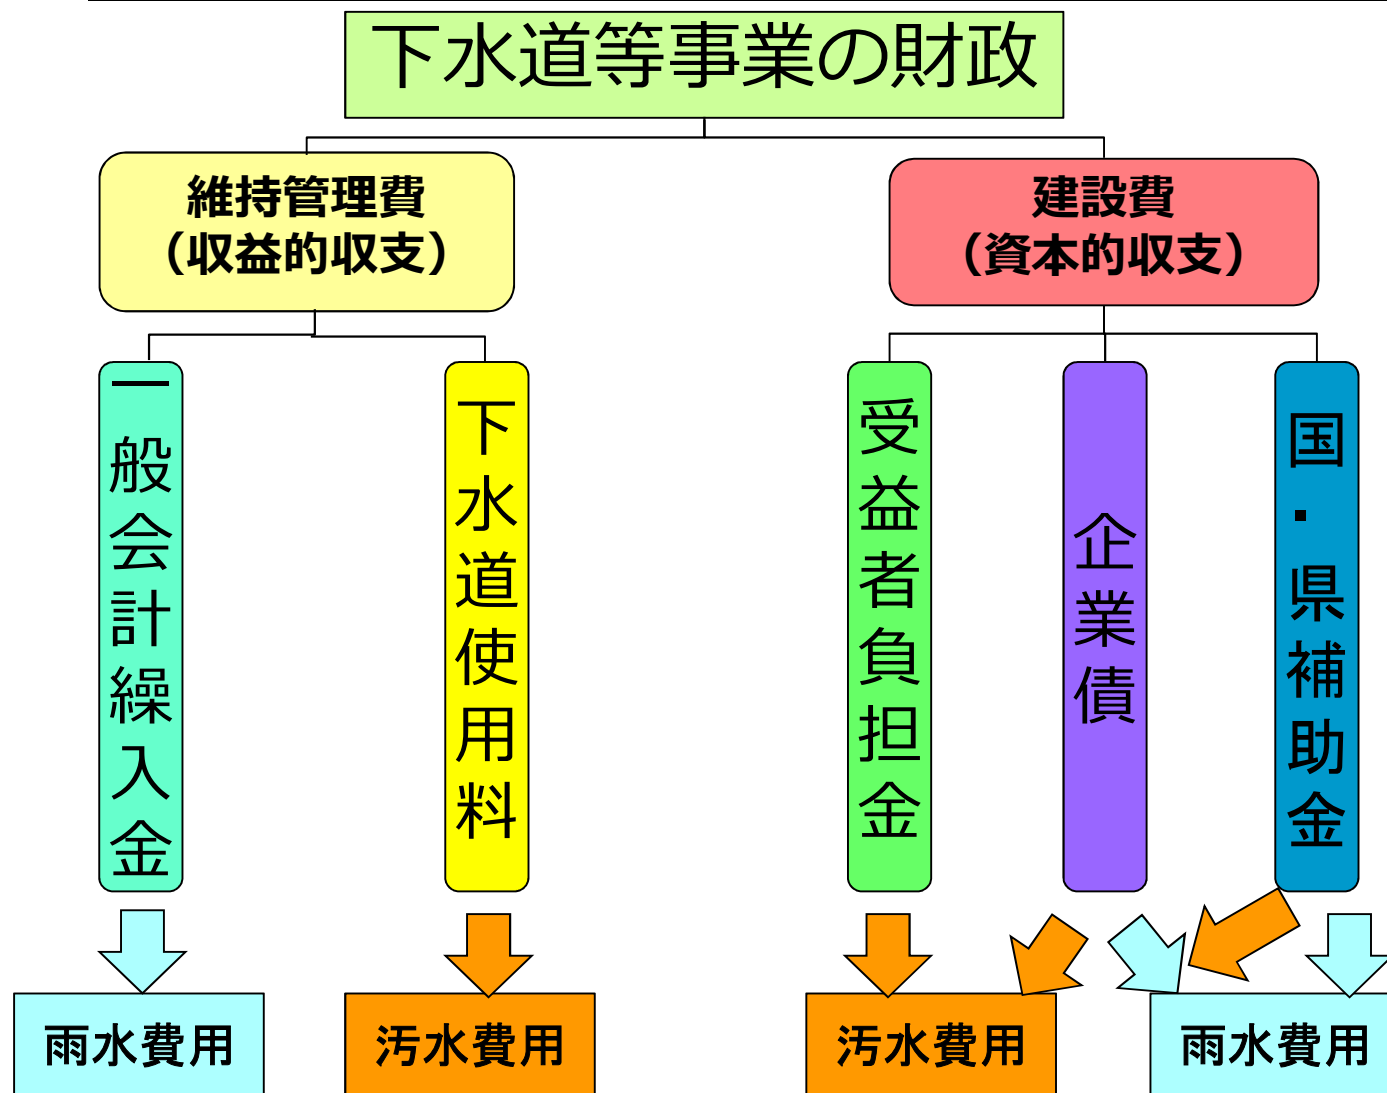 下水道等事業の財政
維持管理費
（収益的収支）
建設費
（資本的収支）
一般会計繰入金
下水道使用料
受益者負担金
企業債
国・県補助金
雨水費用
汚水費用
汚水費用
雨水費用